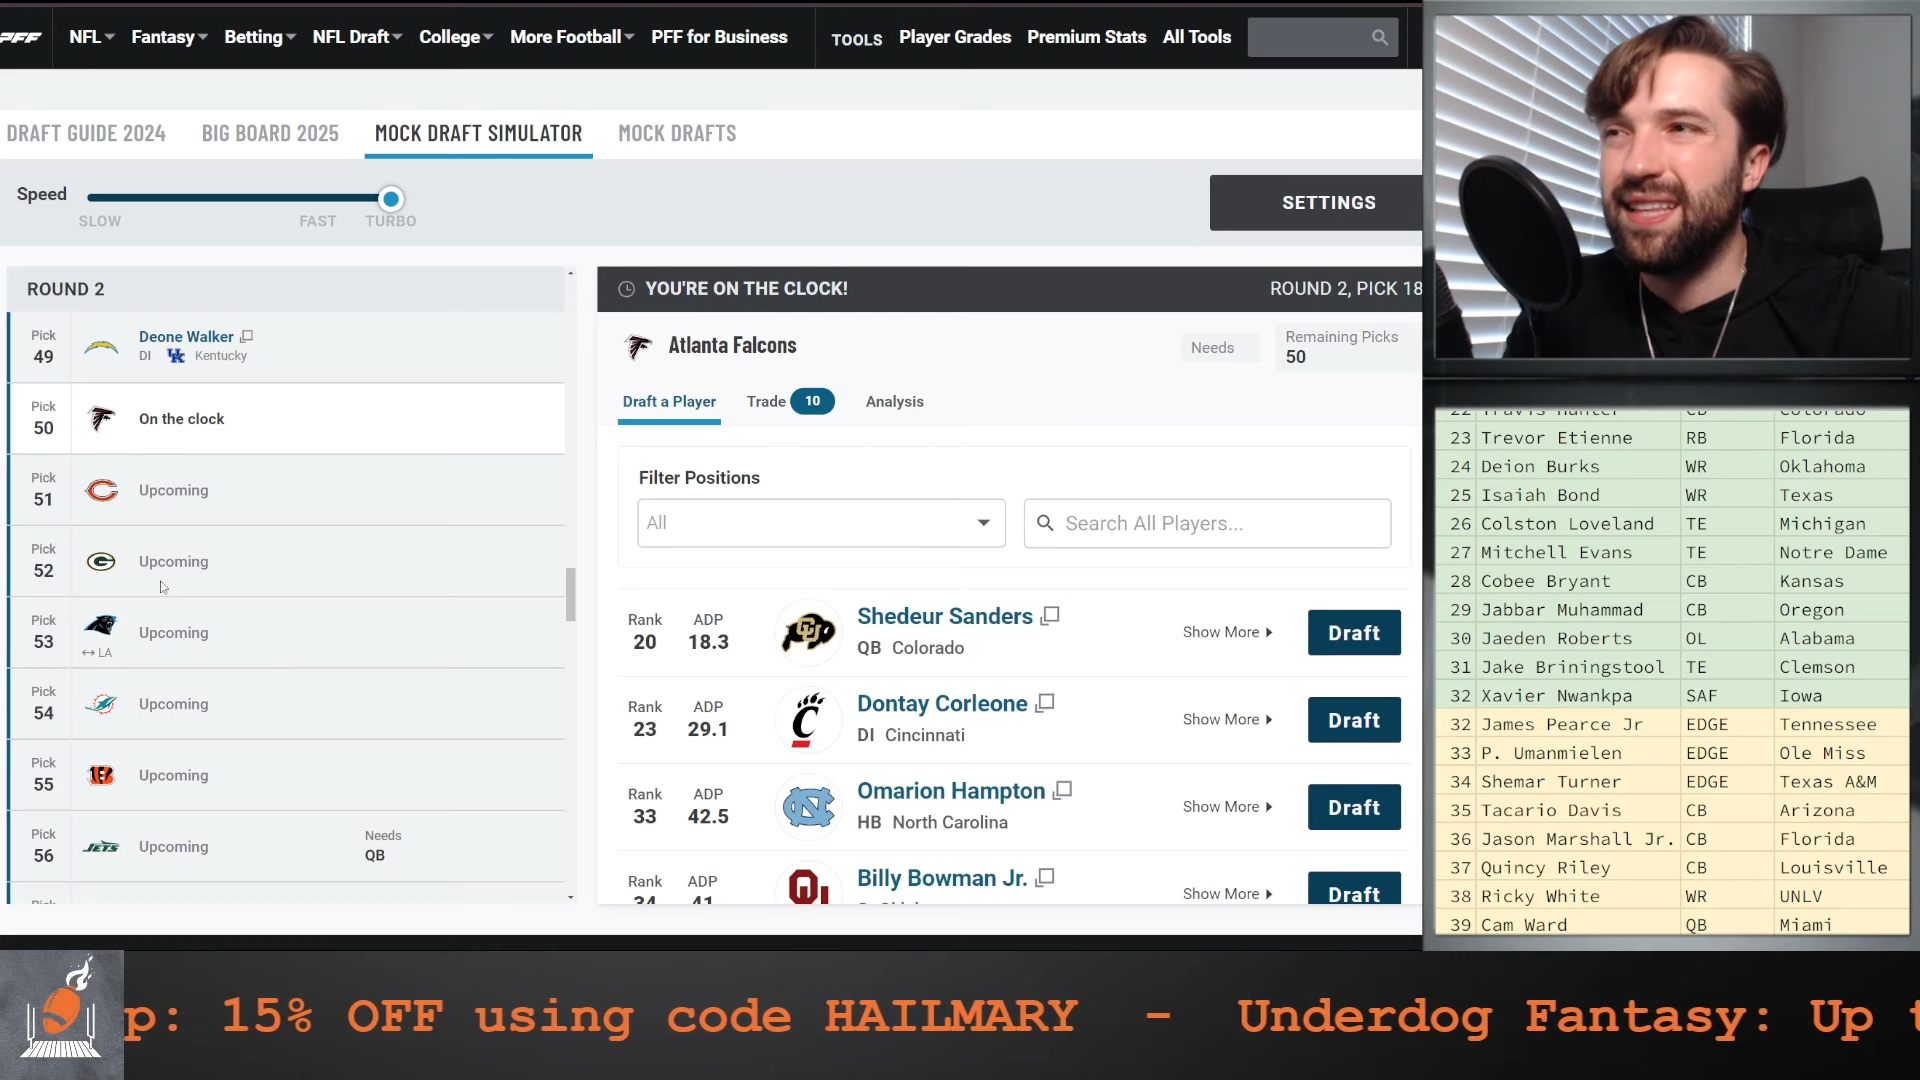 PFF
NFL
Fantasy
Betting
NFL Draft
College
More Football
PFF for Business
TOOLS
Player Grades
Premium Stats
All Tools
DRAFT GUIDE 2024
BIG BOARD 2025
MOCK DRAFT SIMULATOR
MOCK DRAFTS
Speed
SLOW
FAST
TURBO
SETTINGS
ROUND 2
Pick 49
Deone Walker
DI UK Kentucky
Pick 50
On the clock
Pick 51
Upcoming
Pick 52
Upcoming
Pick 53
Upcoming
↔ LA
Pick 54
Upcoming
Pick 55
Upcoming
Pick 56
JETS
Upcoming
Needs
QB
YOU'RE ON THE CLOCK!
ROUND 2, PICK 18
Atlanta Falcons
Needs
Remaining Picks
50
Draft a Player
Trade 10
Analysis
Filter Positions
All
Search All Players...
Rank 20
ADP 18.3
CU
Shedeur Sanders
QB Colorado
Show More
Draft
Rank 23
ADP 29.1
Dontay Corleone
DI Cincinnati
Show More
Draft
Rank 33
ADP 42.5
Omarion Hampton
HB North Carolina
Show More
Draft
Rank 34
ADP 41
Billy Bowman Jr.
Show More
Draft
22 Travis Hunter CB Colorado
23 Trevor Etienne RB Florida
24 Deion Burks WR Oklahoma
25 Isaiah Bond WR Texas
26 Colston Loveland TE Michigan
27 Mitchell Evans TE Notre Dame
28 Cobee Bryant CB Kansas
29 Jabbar Muhammad CB Oregon
30 Jaeden Roberts OL Alabama
31 Jake Briningstool TE Clemson
32 Xavier Nwankpa SAF Iowa
32 James Pearce Jr EDGE Tennessee
33 P. Umanmielen EDGE Ole Miss
34 Shemar Turner EDGE Texas A&M
35 Tacario Davis CB Arizona
36 Jason Marshall Jr. CB Florida
37 Quincy Riley CB Louisville
38 Ricky White WR UNLV
39 Cam Ward QB Miami
p: 15% OFF using code HAILMARY - Underdog Fantasy: Up t